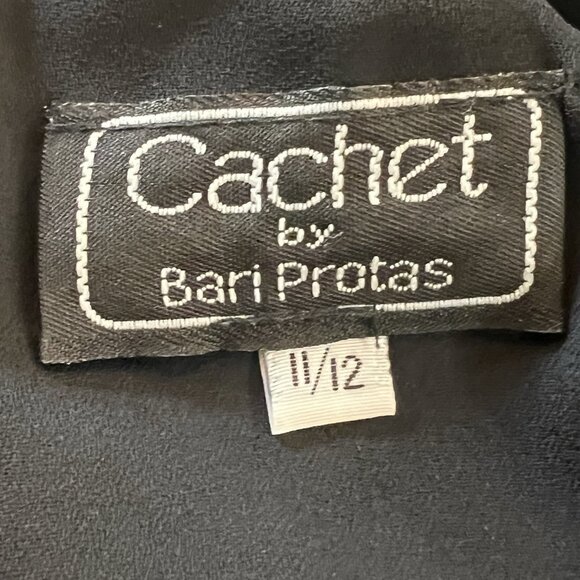 Cachet
by
Bari Protas
11/12